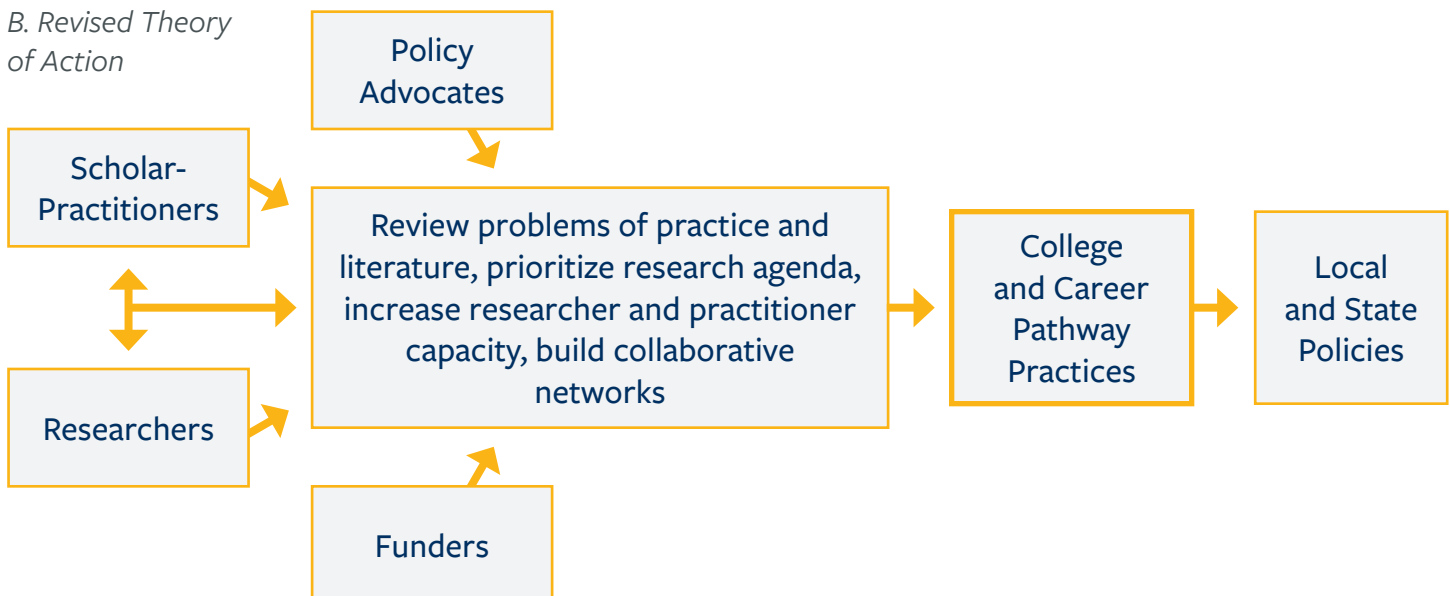 B. Revised Theory
of Action
Policy
Advocates
Scholar-
Practitioners
Review problems of practice and
literature, prioritize research agenda,
increase researcher and practitioner
capacity, build collaborative
networks
College
and Career
Pathway
Practices
Local
and State
Policies
Researchers
Funders